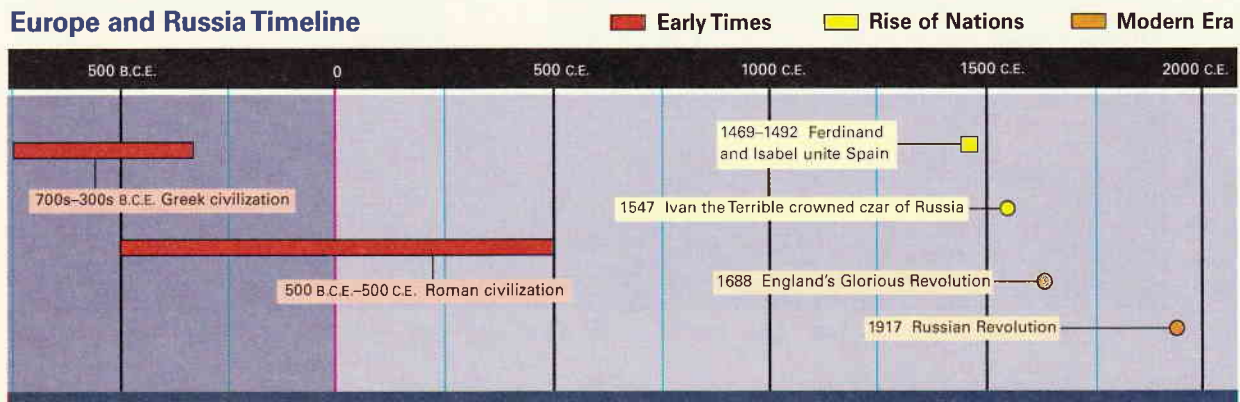 Europe and Russia Timeline
Early Times
Rise of Nations
Modern Era
500 B.C.E.
0
500 C.E.
1000 C.E.
1500 C.E.
2000 C.E.
1469–1492 Ferdinand
and Isabel unite Spain
700s–300s B.C.E. Greek civilization
1547 Ivan the Terrible crowned czar of Russia
500 B.C.E.–500 C.E. Roman civilization
1688 England's Glorious Revolution
1917 Russian Revolution